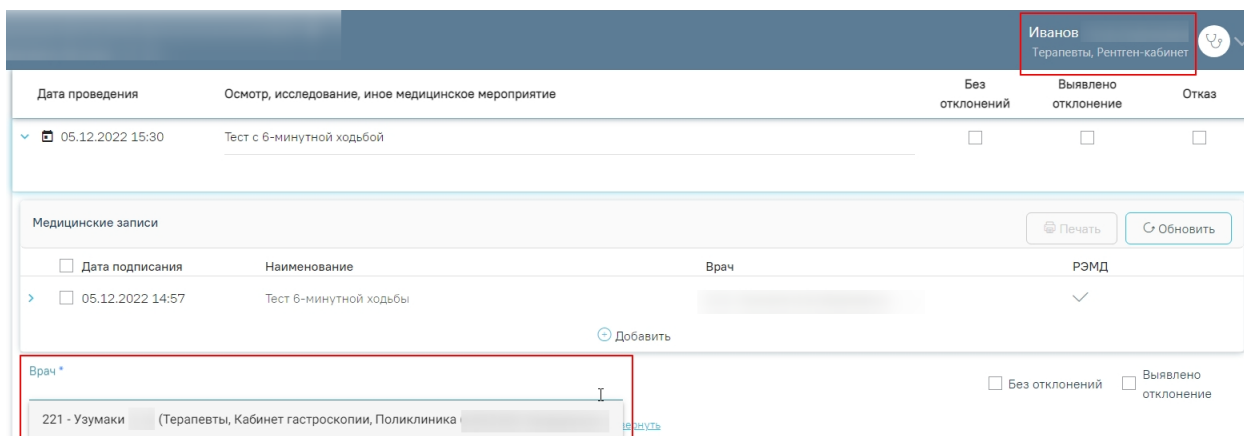 Иванов
Терапевты, Рентген-кабинет
Дата проведения Осмотр, исследование, иное медицинское мероприятие Без отклонений Выявлено отклонение Отказ
05.12.2022 15:30 Тест с 6-минутной ходьбой
Медицинские записи Печать Обновить
Дата подписания Наименование Врач РЭМД
05.12.2022 14:57 Тест 6-минутной ходьбы
Добавить
Врач * Без отклонений Выявлено отклонение
221 - Узумаки (Терапевты, Кабинет гастроскопии, Поликлиника